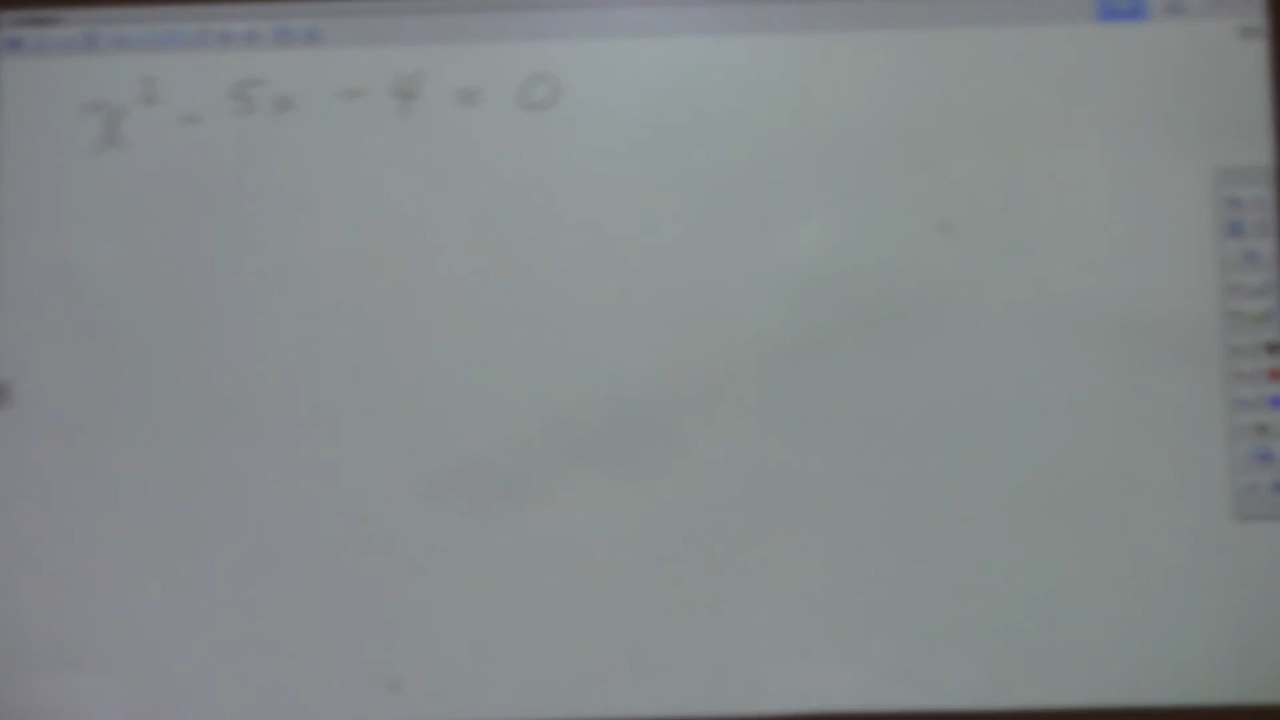 x² - 5x - 4 = 0